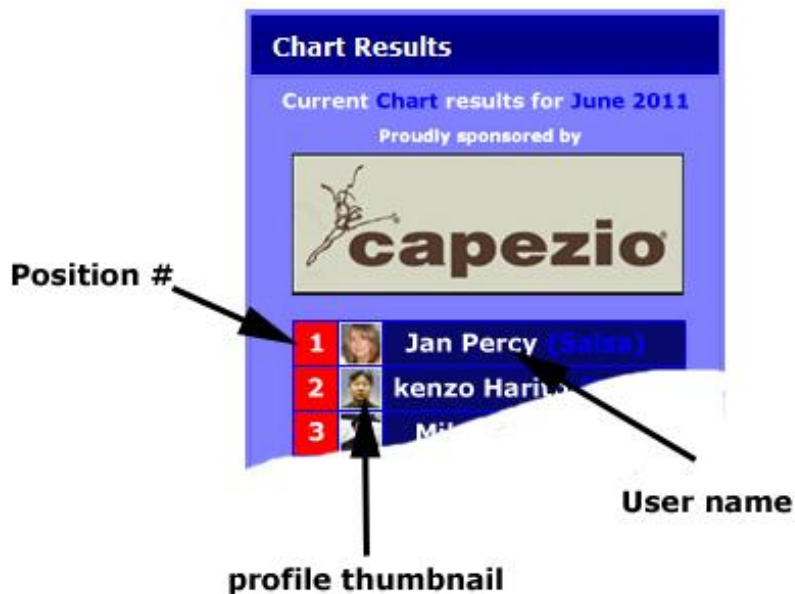 Chart Results
Current Chart results for June 2011
Proudly sponsored by
capezio
Position #
1 Jan Percy (Salsa)
2 kenzo
3
User name
profile thumbnail